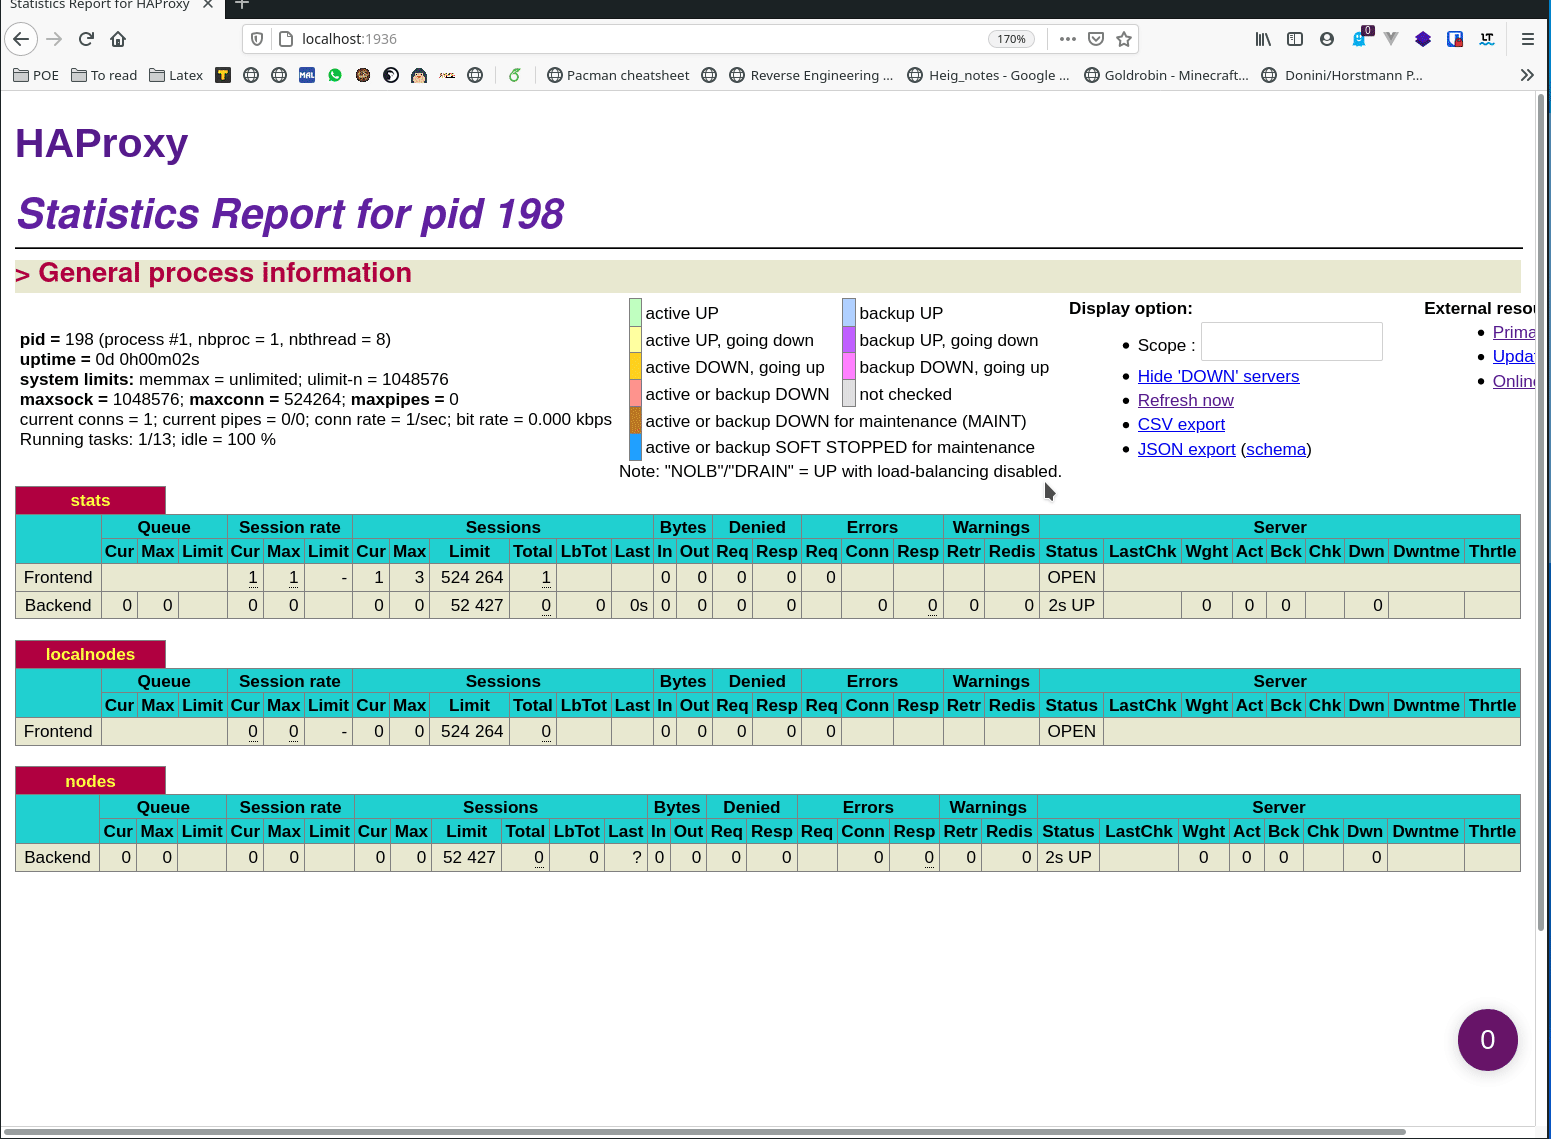 Statistics Report for HAProxy
localhost:1936 170%
0
POE To read Latex MAL Pacman cheatsheet Reverse Engineering ... Heig_notes - Google ... Goldrobin - Minecraft... Donini/Horstmann P...
HAProxy
Statistics Report for pid 198
> General process information
pid = 198 (process #1, nbproc = 1, nbthread = 8)
uptime = 0d 0h00m02s
system limits: memmax = unlimited; ulimit-n = 1048576
maxsock = 1048576; maxconn = 524264; maxpipes = 0
current conns = 1; current pipes = 0/0; conn rate = 1/sec; bit rate = 0.000 kbps
Running tasks: 1/13; idle = 100 %
active UP backup UP
active UP, going down backup UP, going down
active DOWN, going up backup DOWN, going up
active or backup DOWN not checked
active or backup DOWN for maintenance (MAINT)
active or backup SOFT STOPPED for maintenance
Note: "NOLB"/"DRAIN" = UP with load-balancing disabled.
Display option:
Scope :
Hide 'DOWN' servers
Refresh now
CSV export
JSON export (schema)
External reso
Prima
Upda
Online
stats
Queue Session rate Sessions Bytes Denied Errors Warnings Server
Cur Max Limit Cur Max Limit Cur Max Limit Total LbTot Last In Out Req Resp Req Conn Resp Retr Redis Status LastChk Wght Act Bck Chk Dwn Dwntme Thrtle
Frontend 1 1 - 1 3 524 264 1 0 0 0 0 0 OPEN
Backend 0 0 0 0 0 0 52 427 0 0 0s 0 0 0 0 0 0 0 0 2s UP 0 0 0 0
localnodes
Queue Session rate Sessions Bytes Denied Errors Warnings Server
Cur Max Limit Cur Max Limit Cur Max Limit Total LbTot Last In Out Req Resp Req Conn Resp Retr Redis Status LastChk Wght Act Bck Chk Dwn Dwntme Thrtle
Frontend 0 0 - 0 0 524 264 0 0 0 0 0 0 OPEN
nodes
Queue Session rate Sessions Bytes Denied Errors Warnings Server
Cur Max Limit Cur Max Limit Cur Max Limit Total LbTot Last In Out Req Resp Req Conn Resp Retr Redis Status LastChk Wght Act Bck Chk Dwn Dwntme Thrtle
Backend 0 0 0 0 0 0 52 427 0 0 ? 0 0 0 0 0 0 0 0 2s UP 0 0 0 0
0